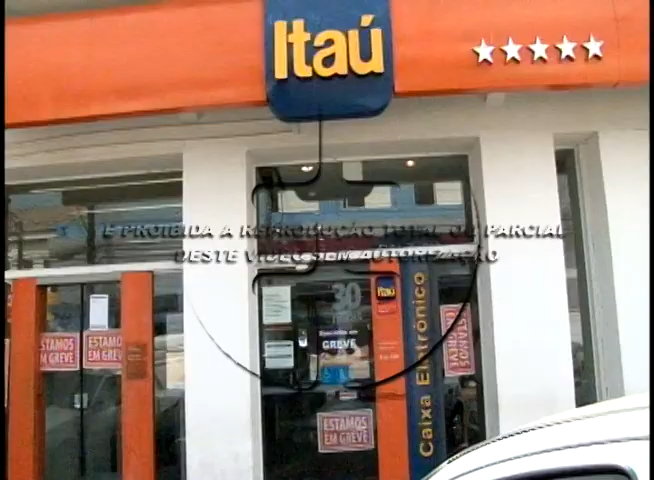 Itaú
É PROIBIDA A REPRODUÇÃO TOTAL OU PARCIAL
DESTE VIDEO SEM AUTORIZAÇÃO
30
Itaú
GREVE
Caixa Eletrônico
ESTAMOS
EM GREVE
ESTAMOS
EM GREVE
ESTAMOS
EM GREVE
ESTAMOS
EM GREVE